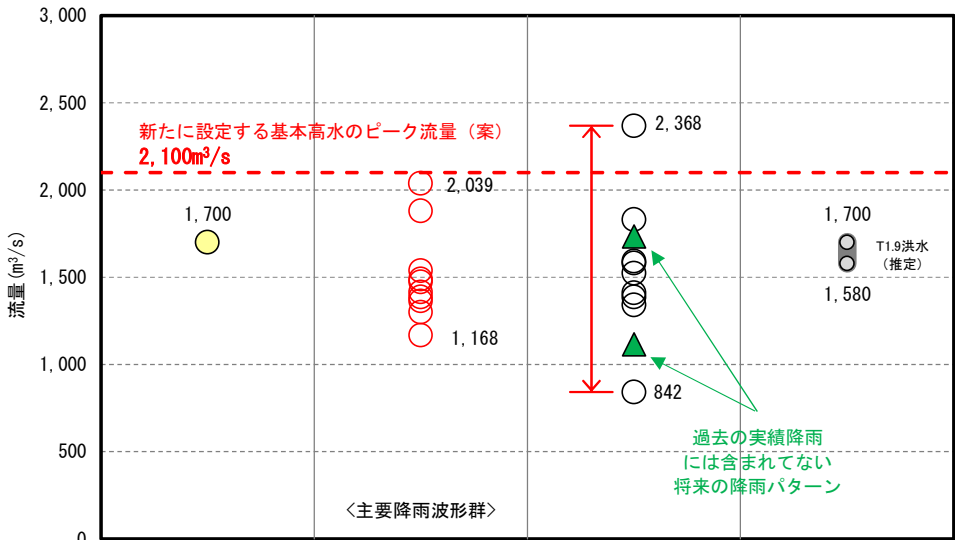 3,000
2,500
2,000
1,500
1,000
500
0
流量(m³/s)
新たに設定する基本高水のピーク流量（案）
2,100m³/s
1,700
2,039
1,168
<主要降雨波形群>
2,368
842
過去の実績降雨
には含まれてない
将来の降雨パターン
1,700
T1.9洪水
（推定）
1,580